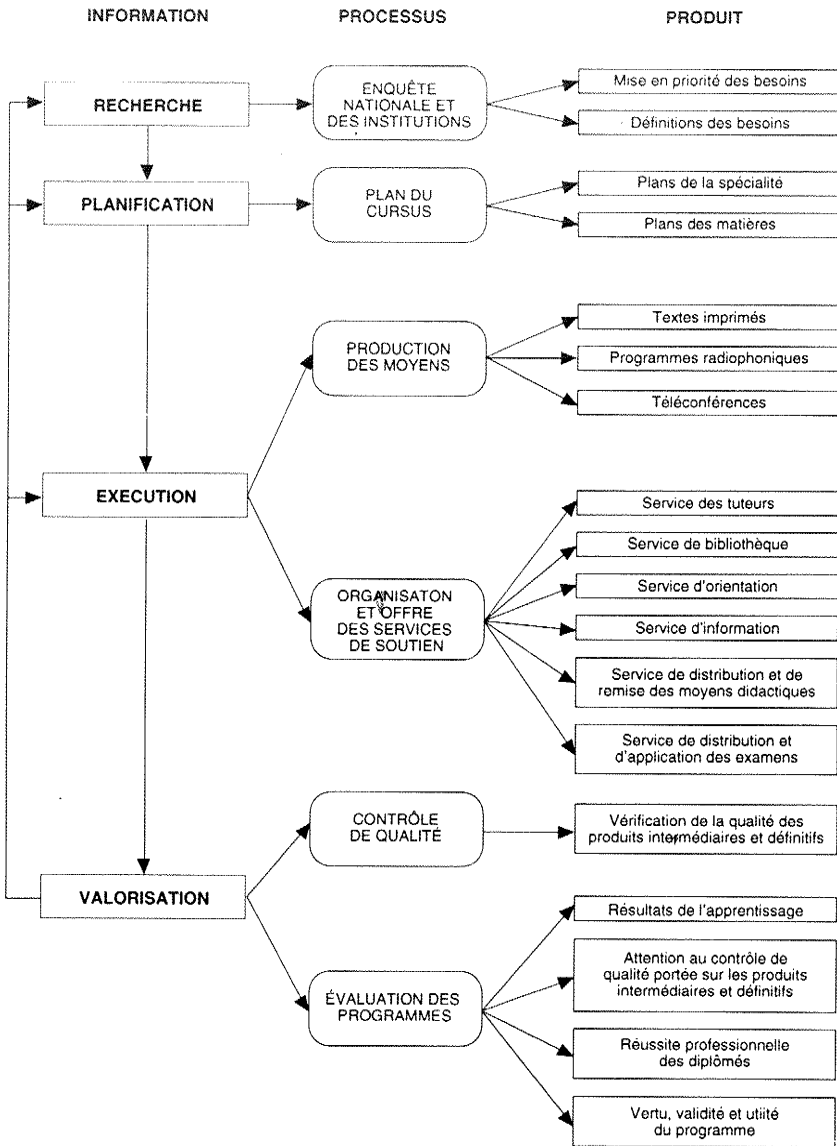 INFORMATION PROCESSUS PRODUIT
RECHERCHE
ENQUÊTE
NATIONALE ET
DES INSTITUTIONS
Mise en priorité des besoins
Définitions des besoins
PLANIFICATION
PLAN DU
CURSUS
Plans de la spécialité
Plans des matières
PRODUCTION
DES MOYENS
Textes imprimés
Programmes radiophoniques
Téléconférences
EXECUTION
ORGANISATON
ET OFFRE
DES SERVICES
DE SOUTIEN
Service des tuteurs
Service de bibliothèque
Service d'orientation
Service d'information
Service de distribution et de
remise des moyens didactiques
Service de distribution et
d'application des examens
CONTRÔLE
DE QUALITÉ
Vérification de la qualité des
produits intermédiaires et définitifs
VALORISATION
ÉVALUATION DES
PROGRAMMES
Résultats de l'apprentissage
Attention au contrôle de
qualité portée sur les produits
intermédiaires et définitifs
Réussite professionnelle
des diplômés
Vertu, validité et utiité
du programme